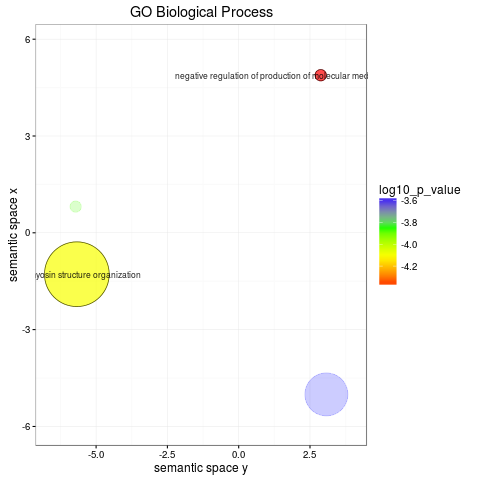 GO Biological Process
6
3
0
-3
-6
semantic space x
negative regulation of production of molecular med
yosin structure organization
-5.0
-2.5
0.0
2.5
semantic space y
log10_p_value
-3.6
-3.8
-4.0
-4.2